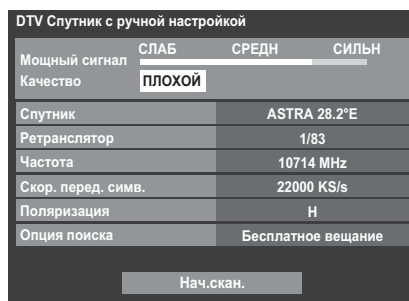 DTV Спутник с ручной настройкой
СЛАБ СРЕДН СИЛЬН
Мощный сигнал
Качество ПЛОХОЙ
Спутник ASTRA 28.2°E
Ретранслятор 1/83
Частота 10714 MHz
Скор. перед. симв. 22000 KS/s
Поляризация H
Опция поиска Бесплатное вещание
Нач.скан.